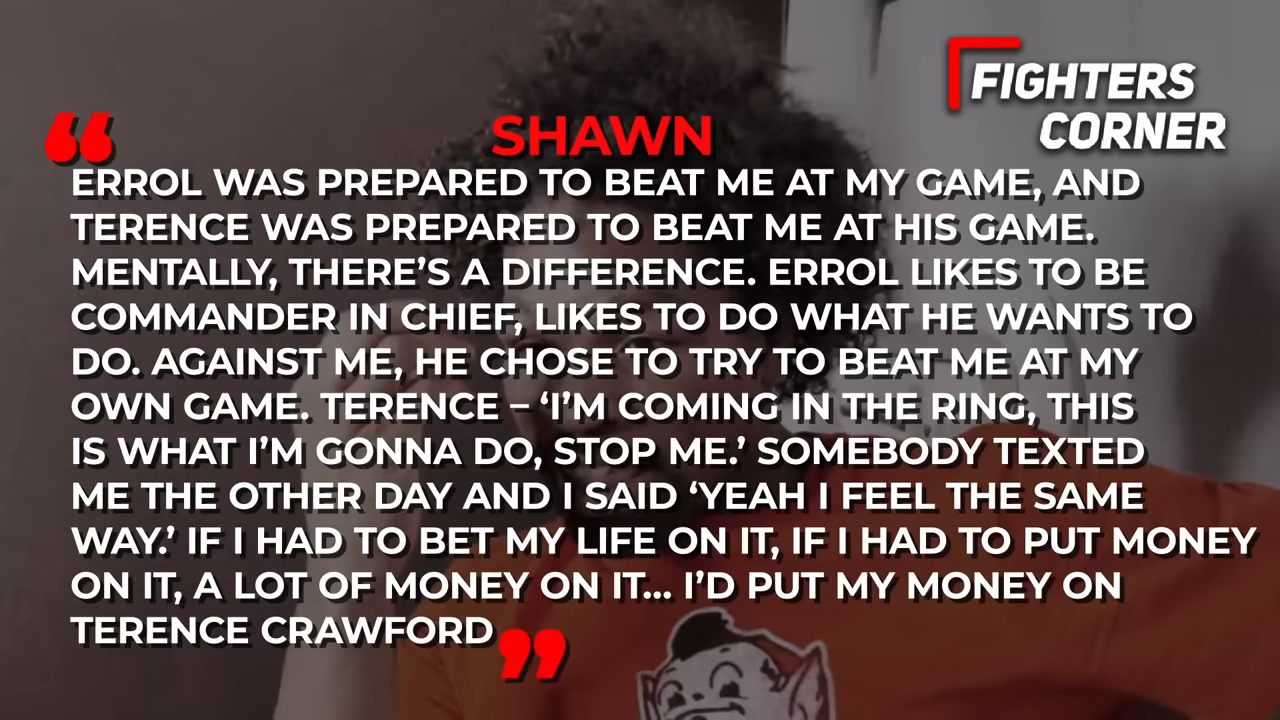 FIGHTERS
CORNER
“
SHAWN
ERROL WAS PREPARED TO BEAT ME AT MY GAME, AND
TERENCE WAS PREPARED TO BEAT ME AT HIS GAME.
MENTALLY, THERE’S A DIFFERENCE. ERROL LIKES TO BE
COMMANDER IN CHIEF, LIKES TO DO WHAT HE WANTS TO
DO. AGAINST ME, HE CHOSE TO TRY TO BEAT ME AT MY
OWN GAME. TERENCE – ‘I’M COMING IN THE RING, THIS
IS WHAT I’M GONNA DO, STOP ME.’ SOMEBODY TEXTED
ME THE OTHER DAY AND I SAID ‘YEAH I FEEL THE SAME
WAY.’ IF I HAD TO BET MY LIFE ON IT, IF I HAD TO PUT MONEY
ON IT, A LOT OF MONEY ON IT... I’D PUT MY MONEY ON
TERENCE CRAWFORD ”